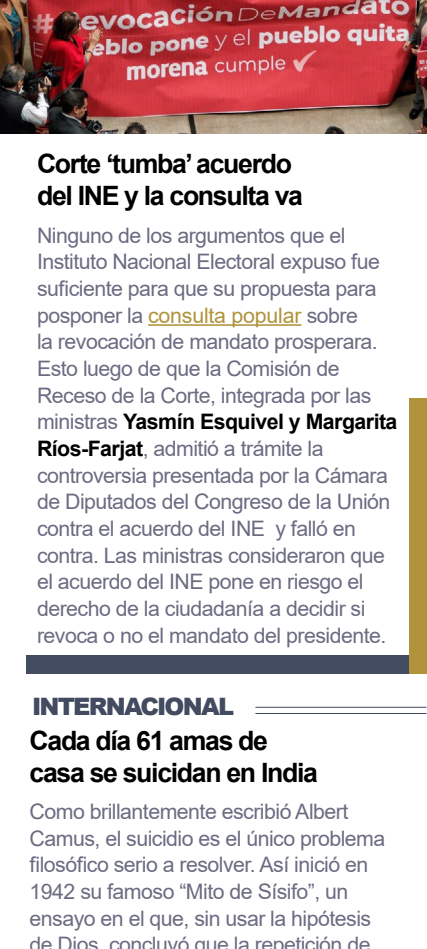 #RevocaciónDeMandato
El pueblo pone y el pueblo quita
morena cumple
Corte ‘tumba’ acuerdo
del INE y la consulta va
Ninguno de los argumentos que el
Instituto Nacional Electoral expuso fue
suficiente para que su propuesta para
posponer la consulta popular sobre
la revocación de mandato prosperara.
Esto luego de que la Comisión de
Receso de la Corte, integrada por las
ministras Yasmín Esquivel y Margarita
Ríos-Farjat, admitió a trámite la
controversia presentada por la Cámara
de Diputados del Congreso de la Unión
contra el acuerdo del INE y falló en
contra. Las ministras consideraron que
el acuerdo del INE pone en riesgo el
derecho de la ciudadanía a decidir si
revoca o no el mandato del presidente.
INTERNACIONAL
Cada día 61 amas de
casa se suicidan en India
Como brillantemente escribió Albert
Camus, el suicidio es el único problema
filosófico serio a resolver. Así inició en
1942 su famoso “Mito de Sísifo”, un
ensayo en el que, sin usar la hipótesis
de Dios, concluyó que la repetición de